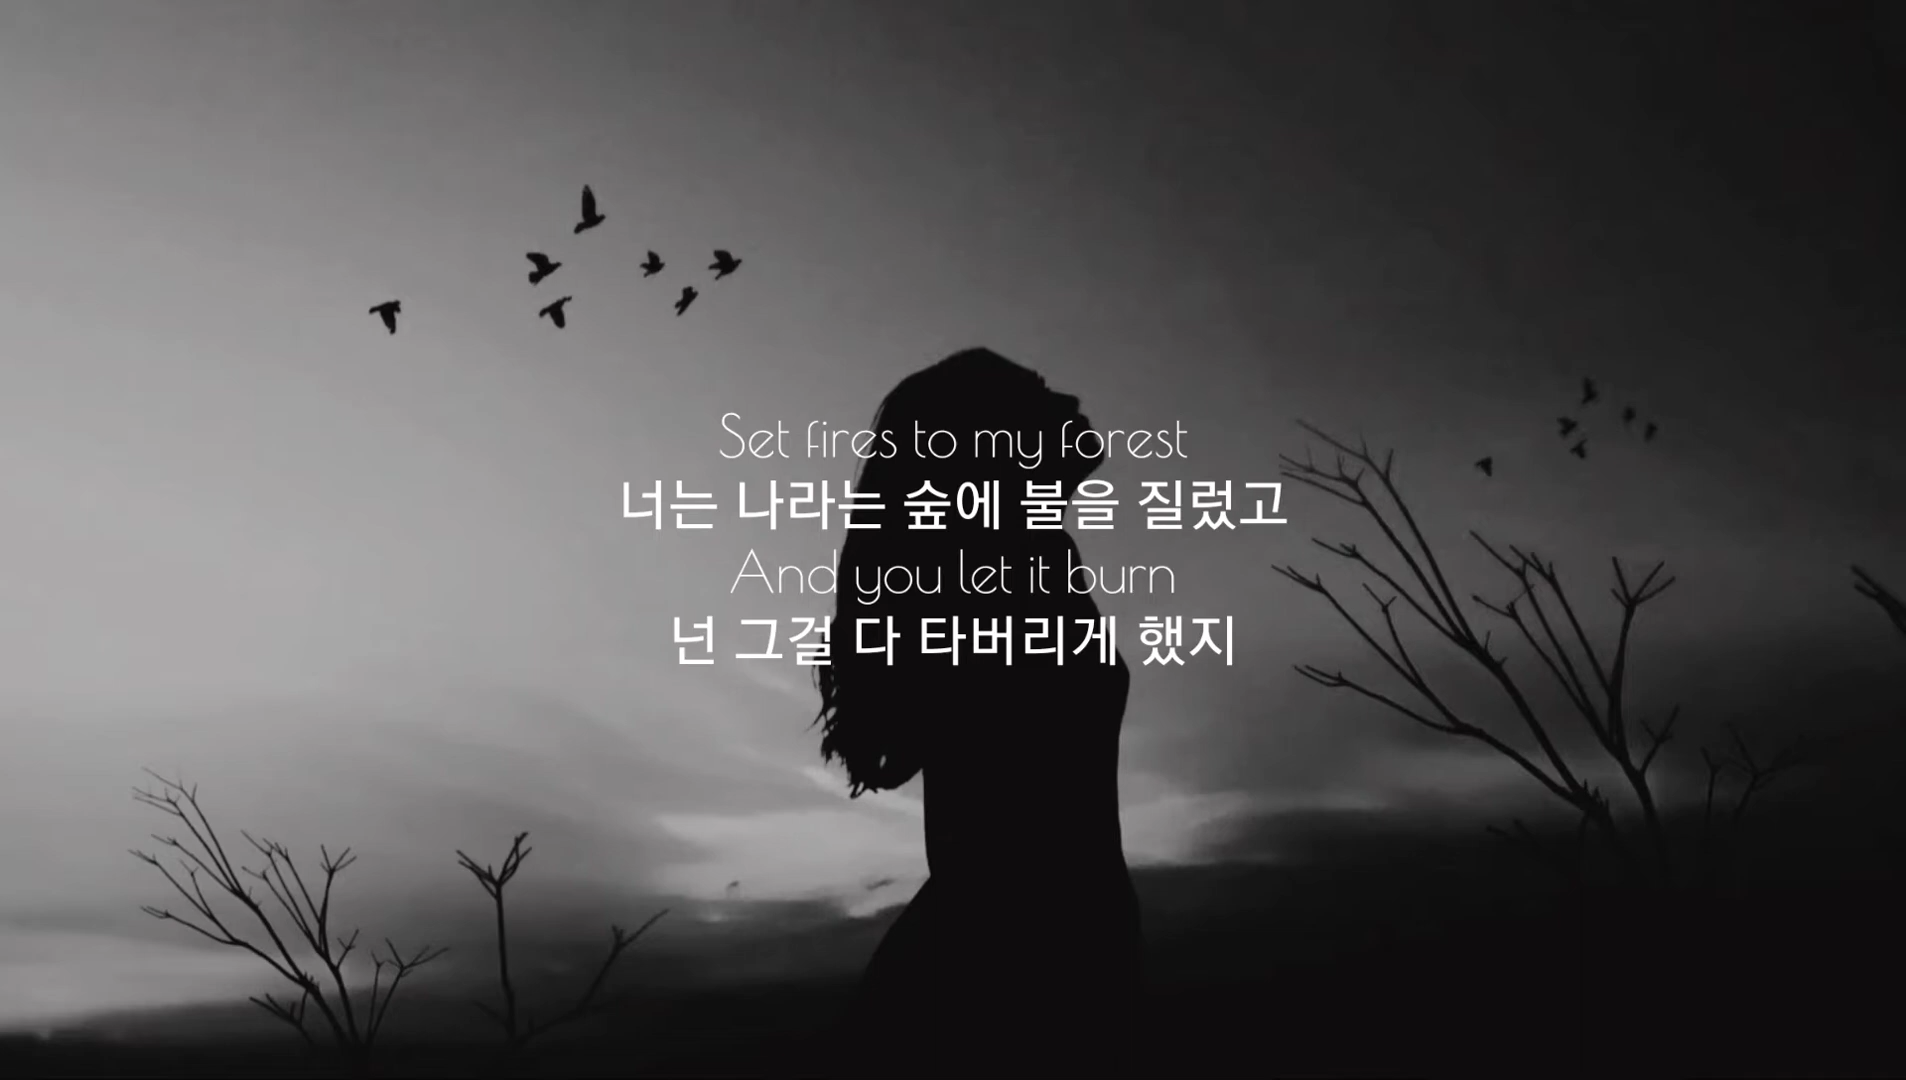 Set fires to my forest
너는 나라는 숲에 불을 질렀고
And you let it burn
넌 그걸 다 타버리게 했지